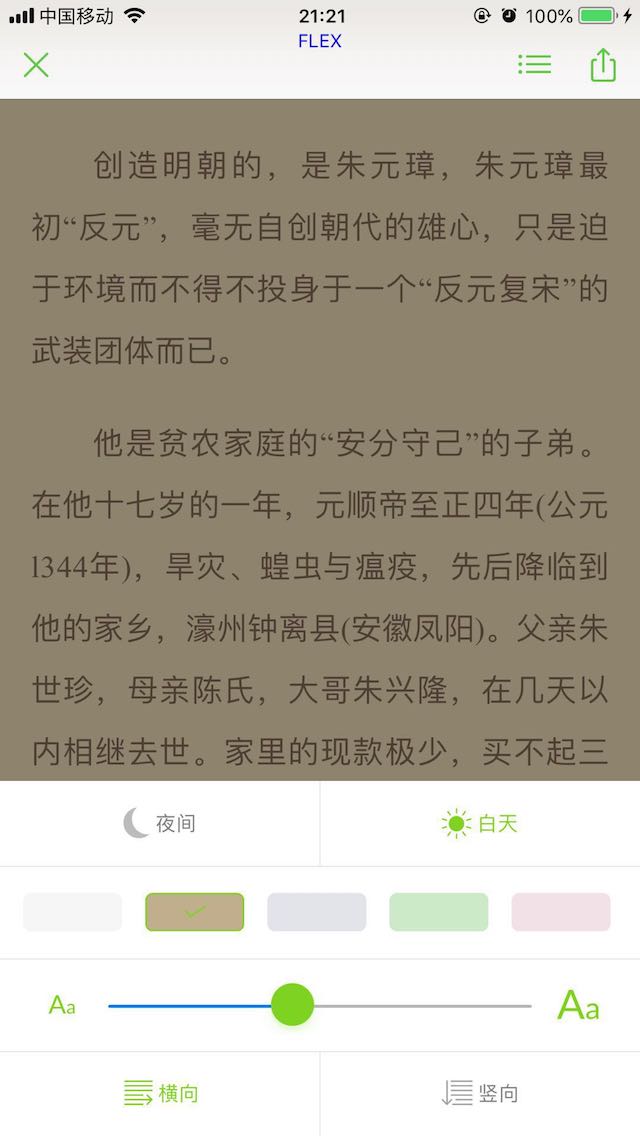 中国移动 21:21 100%
FLEX
创造明朝的，是朱元璋，朱元璋最
初“反元”，毫无自创朝代的雄心，只是迫
于环境而不得不投身于一个“反元复宋”的
武装团体而已。
他是贫农家庭的“安分守己”的子弟。
在他十七岁的一年，元顺帝至正四年(公元
1344年)，旱灾、蝗虫与瘟疫，先后降临到
他的家乡，濠州钟离县(安徽凤阳)。父亲朱
世珍，母亲陈氏，大哥朱兴隆，在几天以
内相继去世。家里的现款极少，买不起三
夜间 白天
Aa Aa
横向 竖向